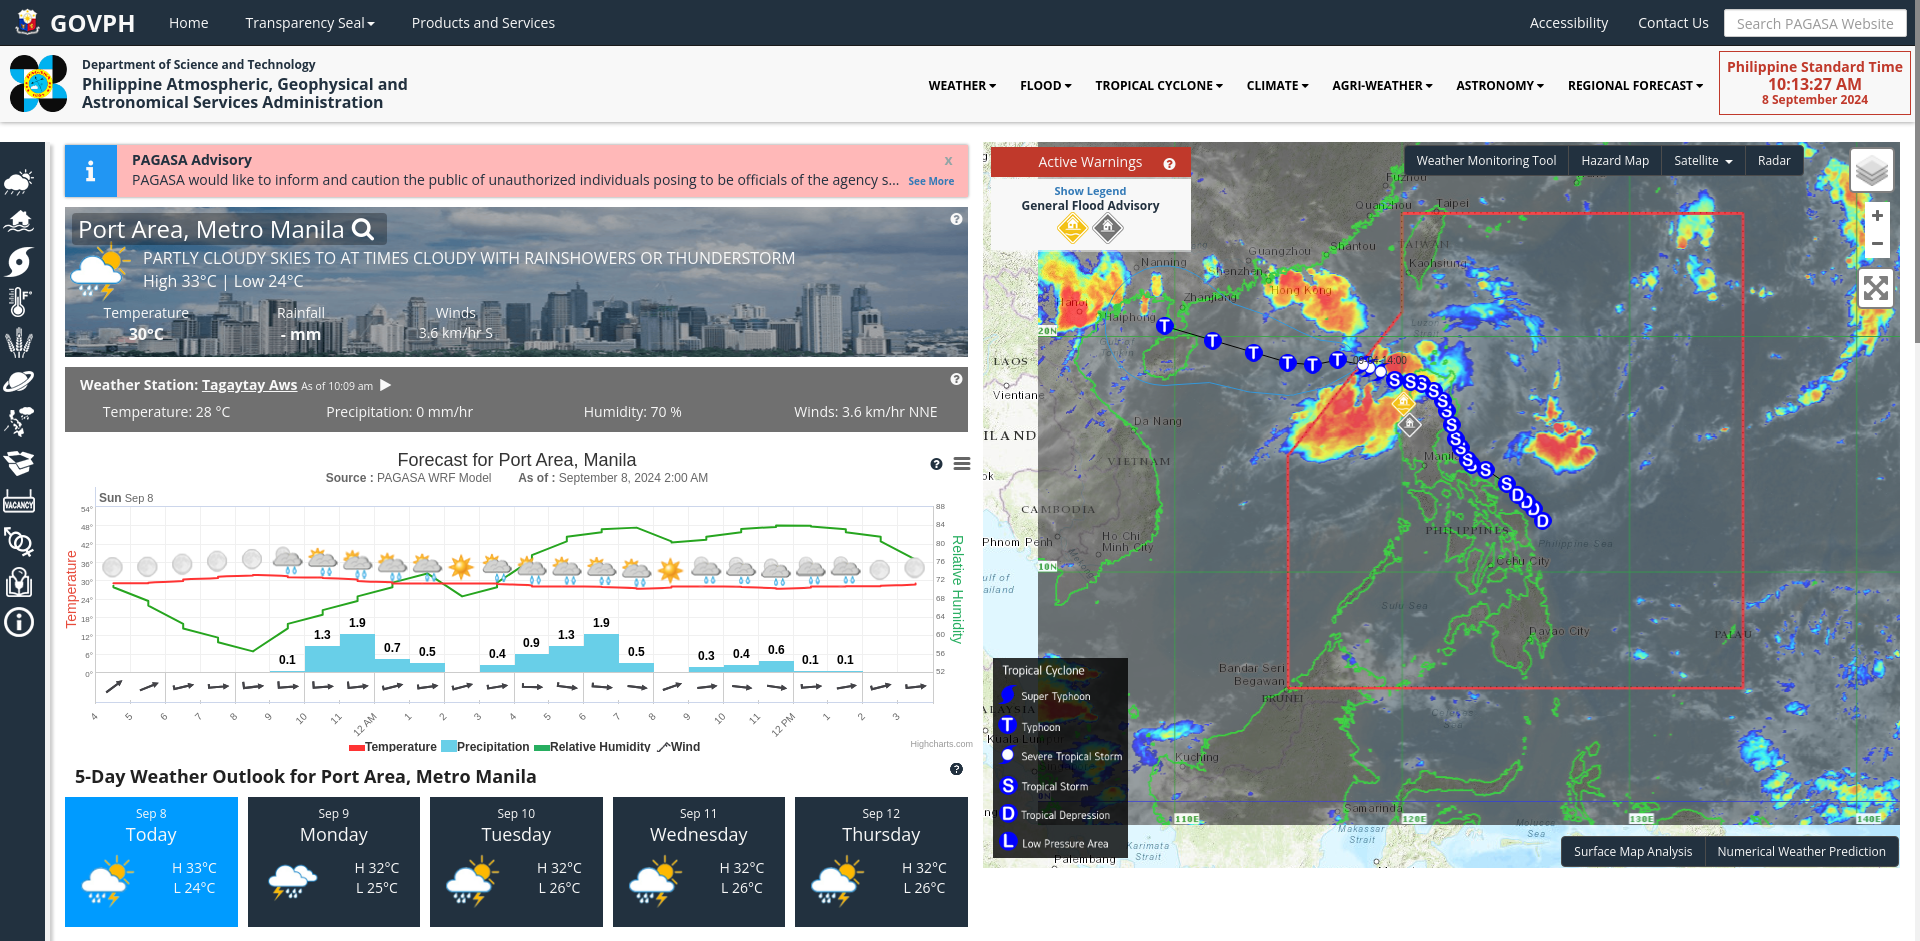 GOVPH
Home
Transparency Seal
Products and Services
Accessibility
Contact Us
Search PAGASA Website
Department of Science and Technology
Philippine Atmospheric, Geophysical and
Astronomical Services Administration
WEATHER
FLOOD
TROPICAL CYCLONE
CLIMATE
AGRI-WEATHER
ASTRONOMY
REGIONAL FORECAST
Philippine Standard Time
10:13:27 AM
8 September 2024
PAGASA Advisory
x
PAGASA would like to inform and caution the public of unauthorized individuals posing to be officials of the agency s...
See More
Port Area, Metro Manila
PARTLY CLOUDY SKIES TO AT TIMES CLOUDY WITH RAINSHOWERS OR THUNDERSTORM
High 33°C | Low 24°C
Temperature Rainfall Winds
30°C - mm 3.6 km/hr S
Weather Station: Tagaytay Aws As of 10:09 am
Temperature: 28 °C Precipitation: 0 mm/hr Humidity: 70 % Winds: 3.6 km/hr NNE
Forecast for Port Area, Manila
Source : PAGASA WRF Model As of : September 8, 2024 2:00 AM
Sun Sep 8
54°
48°
42°
36°
30°
24°
18°
12°
6°
0°
Temperature
88
84
80
76
72
68
64
60
56
52
Relative Humidity
0.1 1.3 1.9 0.7 0.5 0.4 0.9 1.3 1.9 0.5 0.3 0.4 0.6 0.1 0.1
4 5 6 7 8 9 10 11 12 AM 1 2 3 4 5 6 7 8 9 10 11 12 PM 1 2 3
Temperature Precipitation Relative Humidity Wind
Highcharts.com
5-Day Weather Outlook for Port Area, Metro Manila
Sep 8
Today
H 33°C
L 24°C
Sep 9
Monday
H 32°C
L 25°C
Sep 10
Tuesday
H 32°C
L 26°C
Sep 11
Wednesday
H 32°C
L 26°C
Sep 12
Thursday
H 32°C
L 26°C
VACANCY
Active Warnings
Show Legend
General Flood Advisory
Weather Monitoring Tool
Hazard Map
Satellite
Radar
+
−
Fuzhou
Quanzhou
Taipei
Shantou
TAIWAN
Kaohsiung
Guangzhou
Shenzhen
Hong Kong
Nanning
Zhanjiang
Hanoi
Haiphong
Gulf of
Tonkin
20N
LAOS
Vientiane
Da Nang
VIETNAM
CAMBODIA
Phnom Penh
Ho Chi
Minh City
10N
Manila
PHILIPPINES
Philippine Sea
Cebu City
Sulu Sea
Davao City
PALAU
Bandar Seri
Begawan
BRUNEI
Kuala Lumpur
Kuching
Samarinda
Makassar
Strait
Karimata
Strait
Palembang
110E
120E
130E
140E
Tropical Cyclone
Super Typhoon
T Typhoon
Severe Tropical Storm
S Tropical Storm
D Tropical Depression
L Low Pressure Area
Surface Map Analysis
Numerical Weather Prediction